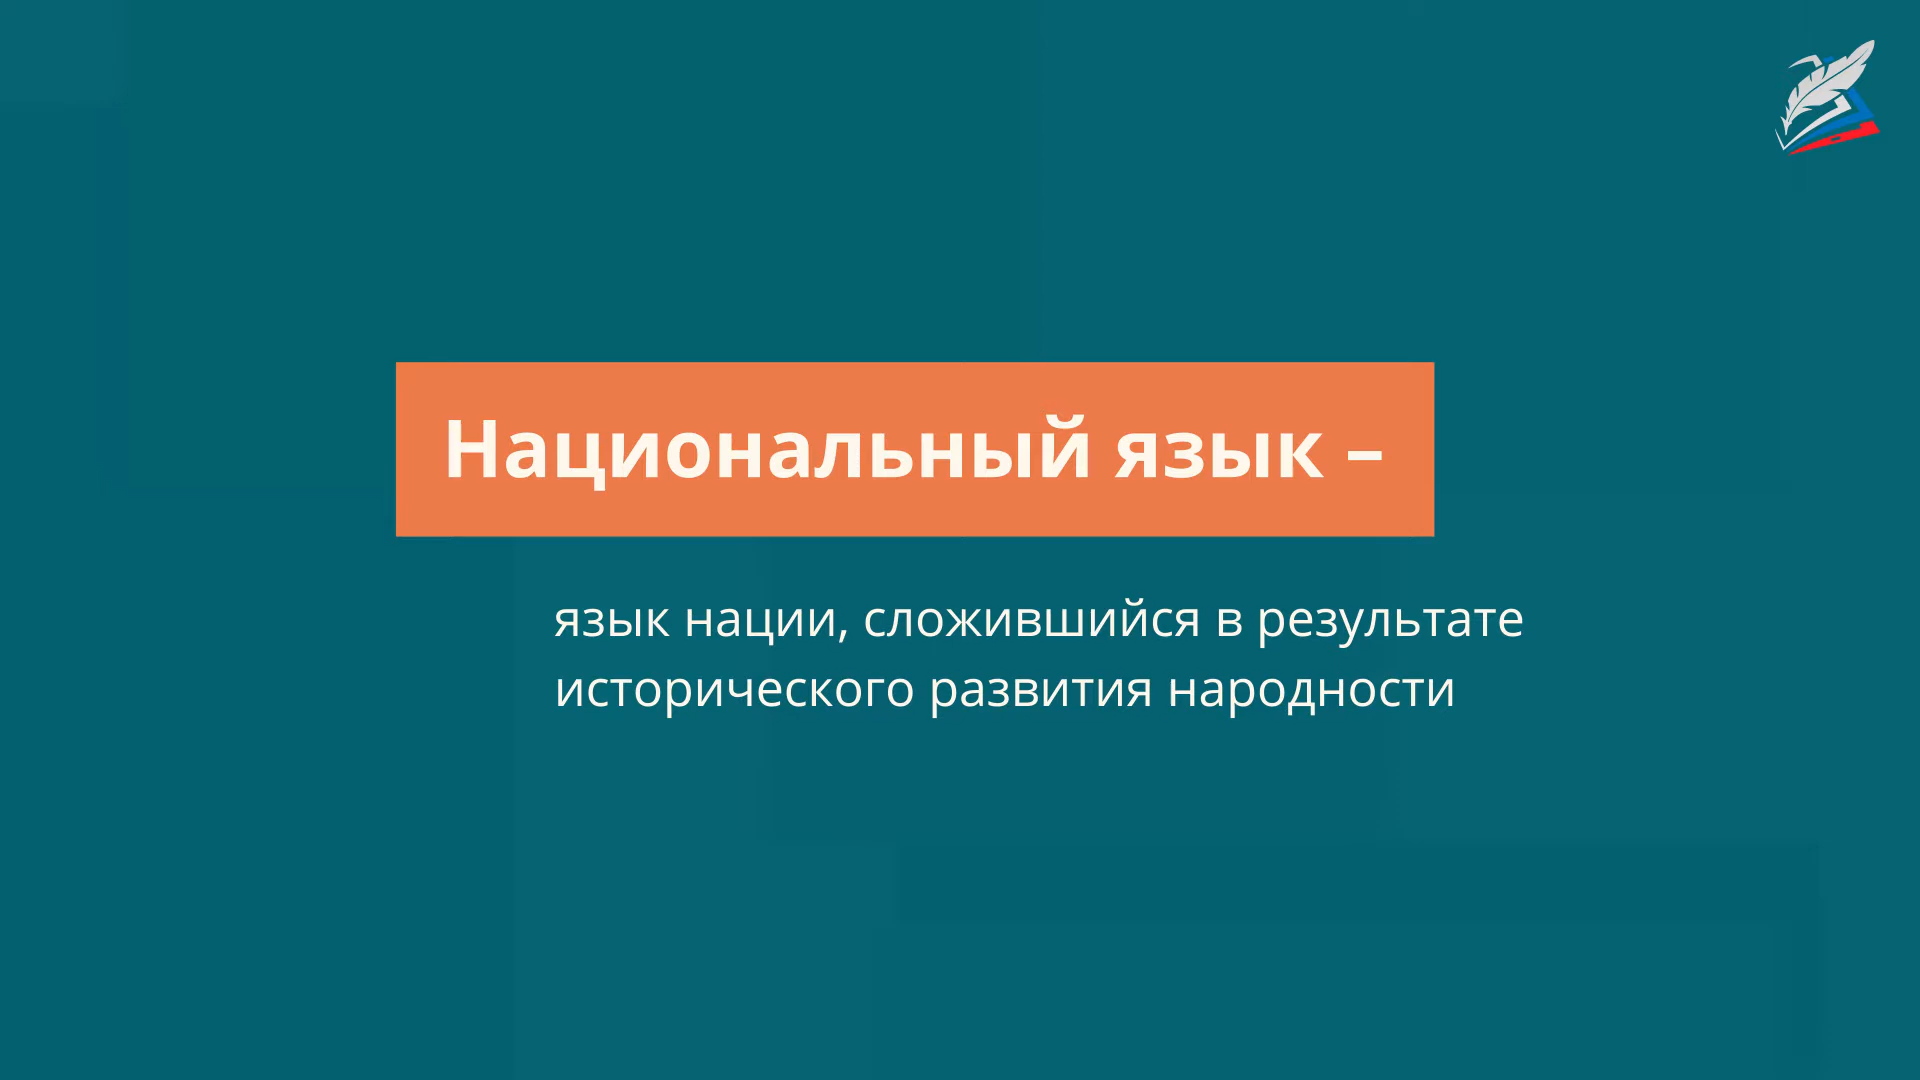 Национальный язык –
язык нации, сложившийся в результате
исторического развития народности